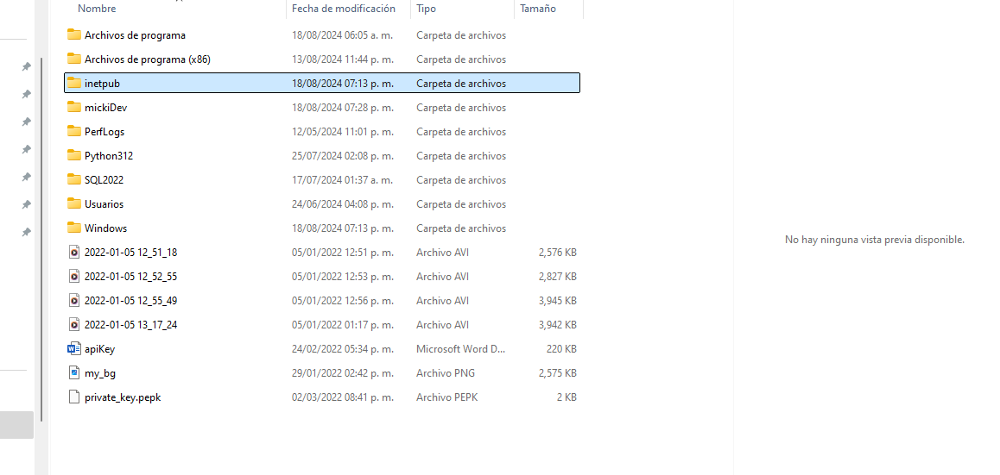 Nombre Fecha de modificación Tipo Tamaño
Archivos de programa 18/08/2024 06:05 a. m. Carpeta de archivos
Archivos de programa (x86) 13/08/2024 11:44 p. m. Carpeta de archivos
inetpub 18/08/2024 07:13 p. m. Carpeta de archivos
mickiDev 18/08/2024 07:28 p. m. Carpeta de archivos
PerfLogs 12/05/2024 11:01 p. m. Carpeta de archivos
Python312 25/07/2024 02:08 p. m. Carpeta de archivos
SQL2022 17/07/2024 01:37 a. m. Carpeta de archivos
Usuarios 24/06/2024 04:08 p. m. Carpeta de archivos
Windows 18/08/2024 07:13 p. m. Carpeta de archivos
2022-01-05 12_51_18 05/01/2022 12:51 p. m. Archivo AVI 2,576 KB
2022-01-05 12_52_55 05/01/2022 12:53 p. m. Archivo AVI 2,827 KB
2022-01-05 12_55_49 05/01/2022 12:56 p. m. Archivo AVI 3,945 KB
2022-01-05 13_17_24 05/01/2022 01:17 p. m. Archivo AVI 3,942 KB
apiKey 24/02/2022 05:34 p. m. Microsoft Word D... 220 KB
my_bg 29/01/2022 02:42 p. m. Archivo PNG 2,575 KB
private_key.pepk 02/03/2022 08:41 p. m. Archivo PEPK 2 KB
No hay ninguna vista previa disponible.